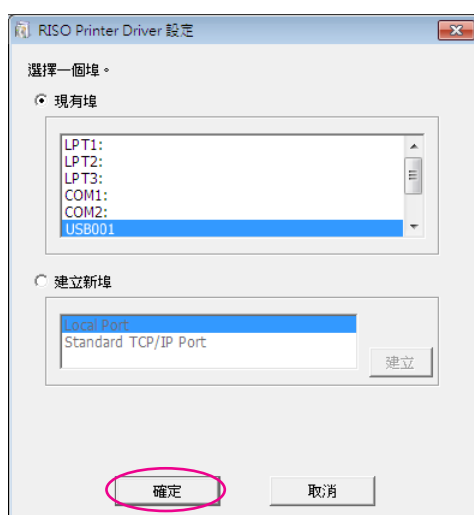 RISO Printer Driver 設定
選擇一個埠。
現有埠
LPT1:
LPT2:
LPT3:
COM1:
COM2:
USB001
建立新埠
Local Port
Standard TCP/IP Port
建立
確定
取消